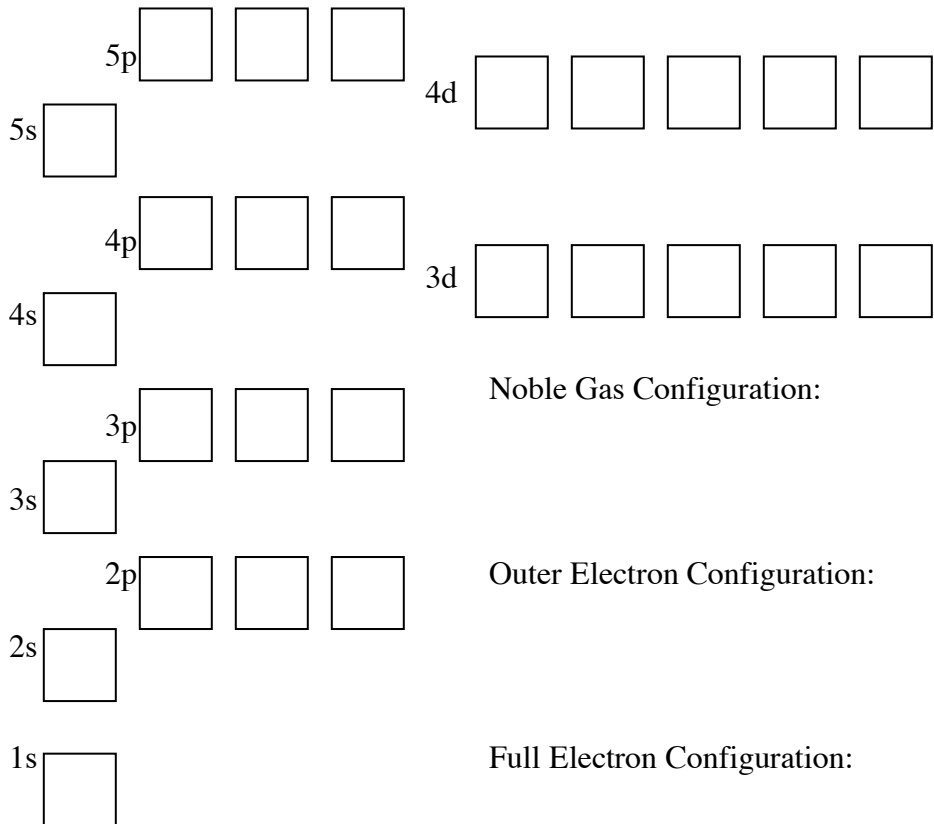 5p
4d
5s
4p
3d
4s
Noble Gas Configuration:
3p
3s
2p
Outer Electron Configuration:
2s
1s
Full Electron Configuration: